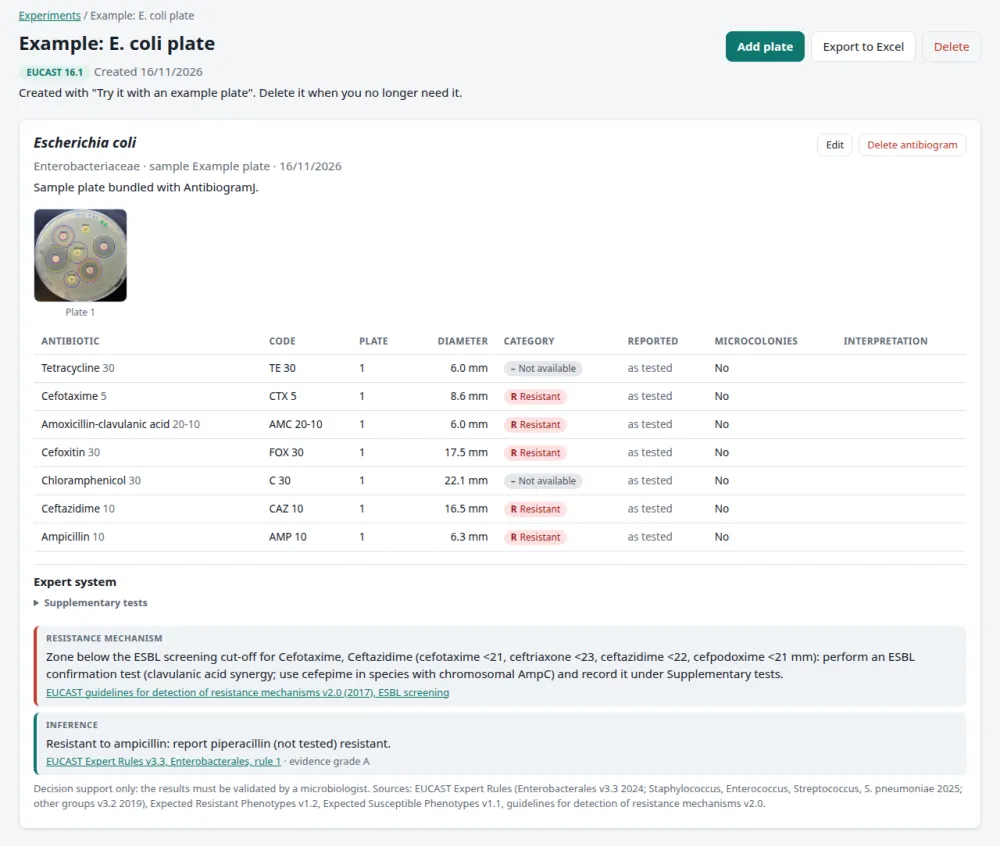 Experiments / Example: E. coli plate
Example: E. coli plate
Add plate
Export to Excel
Delete
EUCAST 16.1 Created 16/11/2026
Created with "Try it with an example plate". Delete it when you no longer need it.
Escherichia coli
Edit
Delete antibiogram
Enterobacteriaceae · sample Example plate · 16/11/2026
Sample plate bundled with AntibiogramJ.
Plate 1
ANTIBIOTIC CODE PLATE DIAMETER CATEGORY REPORTED MICROCOLONIES INTERPRETATION
Tetracycline 30 TE 30 1 6.0 mm – Not available as tested No
Cefotaxime 5 CTX 5 1 8.6 mm R Resistant as tested No
Amoxicillin-clavulanic acid 20-10 AMC 20-10 1 6.0 mm R Resistant as tested No
Cefoxitin 30 FOX 30 1 17.5 mm R Resistant as tested No
Chloramphenicol 30 C 30 1 22.1 mm – Not available as tested No
Ceftazidime 10 CAZ 10 1 16.5 mm R Resistant as tested No
Ampicillin 10 AMP 10 1 6.3 mm R Resistant as tested No
Expert system
Supplementary tests
RESISTANCE MECHANISM
Zone below the ESBL screening cut-off for Cefotaxime, Ceftazidime (cefotaxime <21, ceftriaxone <23, ceftazidime <22, cefpodoxime <21 mm): perform an ESBL
confirmation test (clavulanic acid synergy; use cefepime in species with chromosomal AmpC) and record it under Supplementary tests.
EUCAST guidelines for detection of resistance mechanisms v2.0 (2017), ESBL screening
INFERENCE
Resistant to ampicillin: report piperacillin (not tested) resistant.
EUCAST Expert Rules v3.3, Enterobacterales, rule 1 · evidence grade A
Decision support only: the results must be validated by a microbiologist. Sources: EUCAST Expert Rules (Enterobacterales v3.3 2024; Staphylococcus, Enterococcus, Streptococcus, S. pneumoniae 2025;
other groups v3.2 2019), Expected Resistant Phenotypes v1.2, Expected Susceptible Phenotypes v1.1, guidelines for detection of resistance mechanisms v2.0.